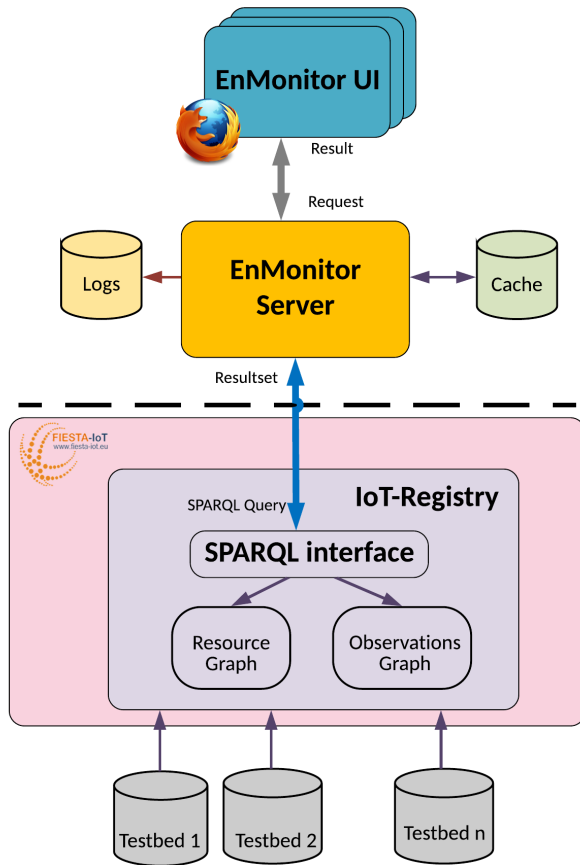 EnMonitor UI
Result
Request
Logs
EnMonitor
Server
Cache
Resultset
FIESTA-IoT
www.fiesta-iot.eu
IoT-Registry
SPARQL Query
SPARQL interface
Resource
Graph
Observations
Graph
Testbed 1
Testbed 2
Testbed n